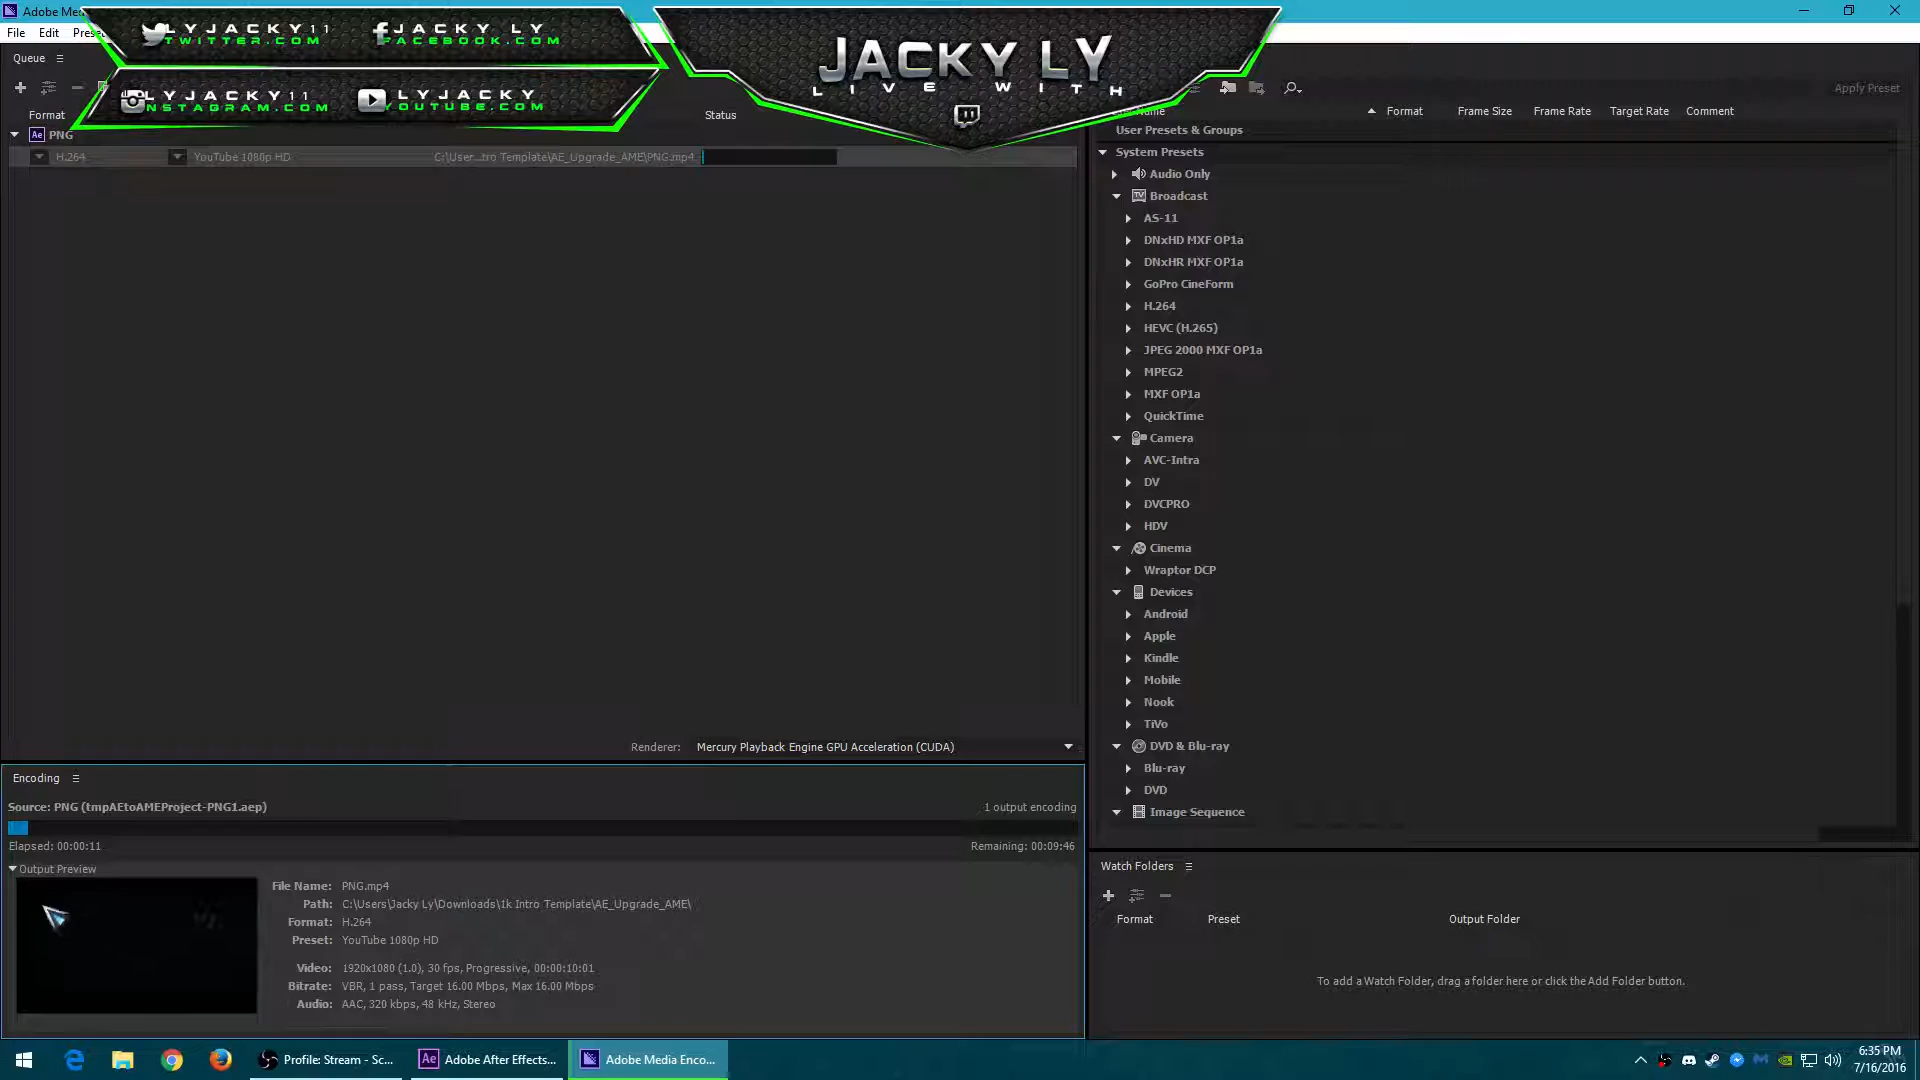 Adobe Me
File Edit Prese
LYJACKY11
TWITTER.COM
JACKY LY
FACEBOOK.COM
LYJACKY11
INSTAGRAM.COM
LYJACKY
YOUTUBE.COM
JACKY LY
LIVE WITH
Queue
Format Status
PNG
H.264 YouTube 1080p HD C:\User...tro Template\AE_Upgrade_AME\PNG.mp4
Renderer: Mercury Playback Engine GPU Acceleration (CUDA)
Apply Preset
Format Frame Size Frame Rate Target Rate Comment
User Presets & Groups
System Presets
Audio Only
Broadcast
AS-11
DNxHD MXF OP1a
DNxHR MXF OP1a
GoPro CineForm
H.264
HEVC (H.265)
JPEG 2000 MXF OP1a
MPEG2
MXF OP1a
QuickTime
Camera
AVC-Intra
DV
DVCPRO
HDV
Cinema
Wraptor DCP
Devices
Android
Apple
Kindle
Mobile
Nook
TiVo
DVD & Blu-ray
Blu-ray
DVD
Image Sequence
Encoding
Source: PNG (tmpAEtoAMEProject-PNG1.aep) 1 output encoding
Elapsed: 00:00:11 Remaining: 00:09:46
Output Preview
File Name: PNG.mp4
Path: C:\Users\Jacky Ly\Downloads\1k Intro Template\AE_Upgrade_AME\
Format: H.264
Preset: YouTube 1080p HD
Video: 1920x1080 (1.0), 30 fps, Progressive, 00:00:10:01
Bitrate: VBR, 1 pass, Target 16.00 Mbps, Max 16.00 Mbps
Audio: AAC, 320 kbps, 48 kHz, Stereo
Watch Folders
Format Preset Output Folder
To add a Watch Folder, drag a folder here or click the Add Folder button.
Profile: Stream - Sc...
Ae Adobe After Effects...
Adobe Media Enco...
6:35 PM
7/16/2016